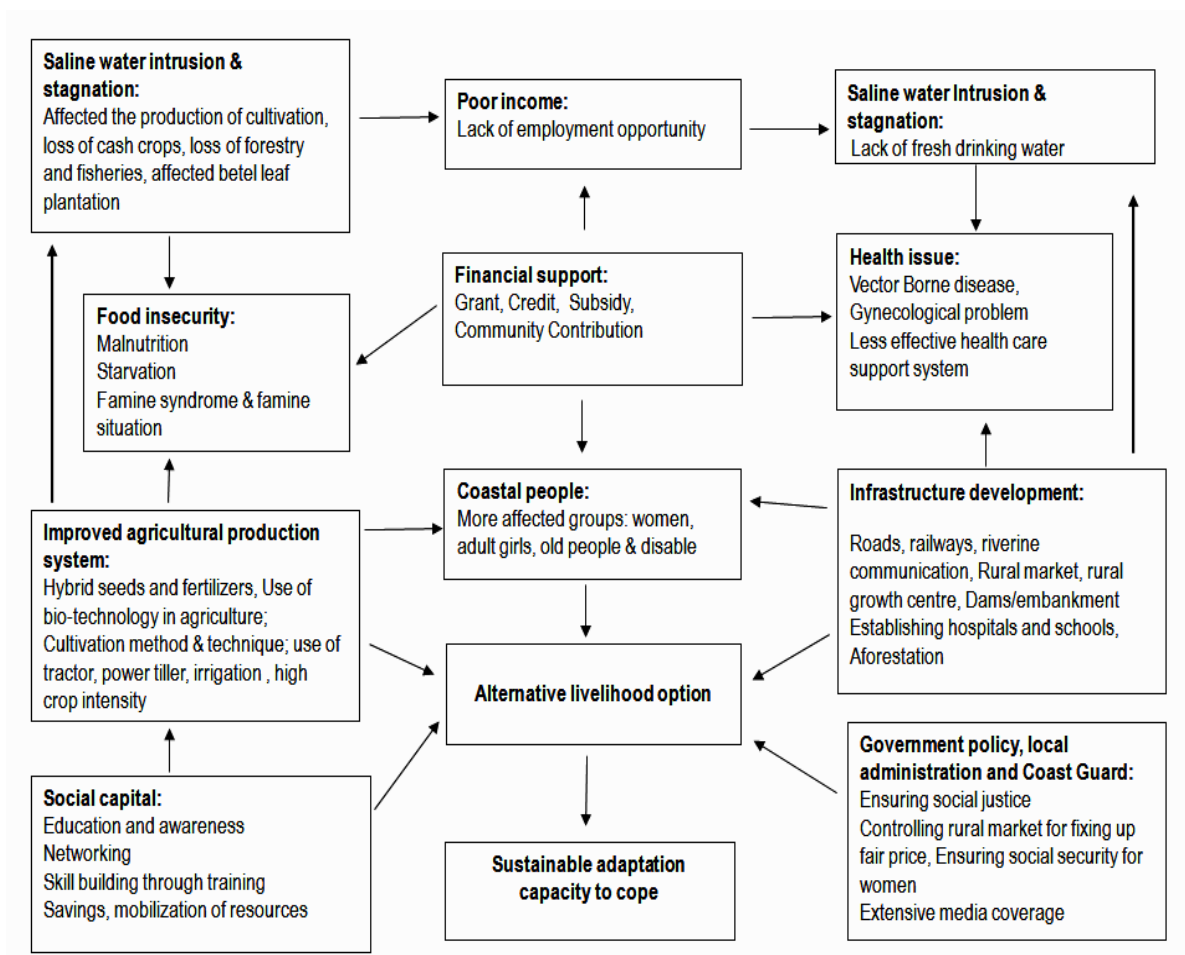 Saline water intrusion &
stagnation:
Affected the production of cultivation,
loss of cash crops, loss of forestry
and fisheries, affected betel leaf
plantation
Poor income:
Lack of employment opportunity
Saline water Intrusion &
stagnation:
Lack of fresh drinking water
Food insecurity:
Malnutrition
Starvation
Famine syndrome & famine
situation
Financial support:
Grant, Credit, Subsidy,
Community Contribution
Health issue:
Vector Borne disease,
Gynecological problem
Less effective health care
support system
Improved agricultural production
system:
Hybrid seeds and fertilizers, Use of
bio-technology in agriculture;
Cultivation method & technique; use of
tractor, power tiller, irrigation , high
crop intensity
Coastal people:
More affected groups: women,
adult girls, old people & disable
Infrastructure development:
Roads, railways, riverine
communication, Rural market, rural
growth centre, Dams/embankment
Establishing hospitals and schools,
Aforestation
Alternative livelihood option
Social capital:
Education and awareness
Networking
Skill building through training
Savings, mobilization of resources
Sustainable adaptation
capacity to cope
Government policy, local
administration and Coast Guard:
Ensuring social justice
Controlling rural market for fixing up
fair price, Ensuring social security for
women
Extensive media coverage